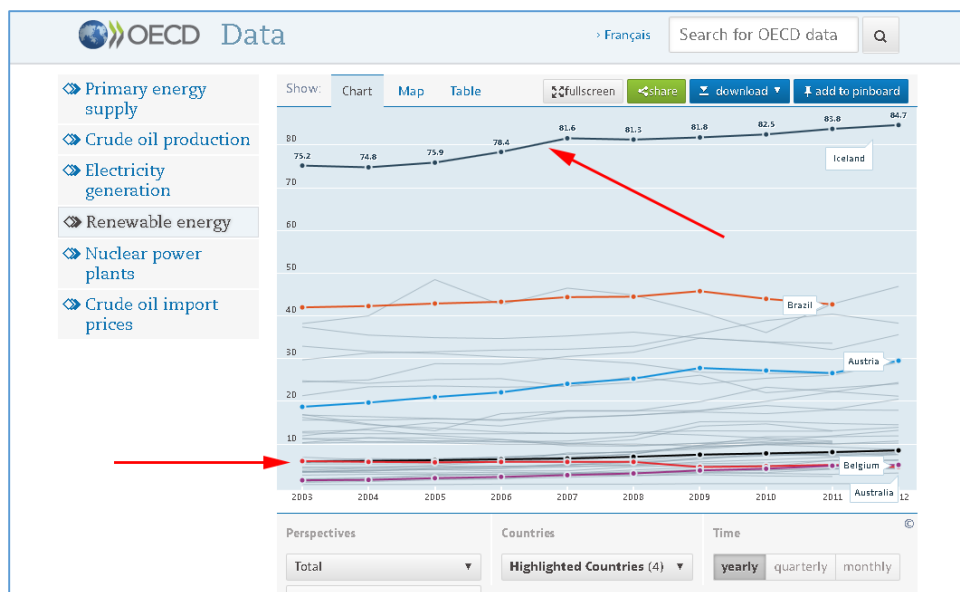 OECD Data
Français
Search for OECD data
Primary energy
supply
Crude oil production
Electricity
generation
Renewable energy
Nuclear power
plants
Crude oil import
prices
Show: Chart Map Table fullscreen share download add to pinboard
80
75.2 74.8 75.9 78.4 81.6 81.3 81.8 82.5 83.8 84.7
Iceland
70
60
50
40
Brazil
30
Austria
20
10
Belgium
Australia
2003 2004 2005 2006 2007 2008 2009 2010 2011 12
©
Perspectives Countries Time
Total Highlighted Countries (4) yearly quarterly monthly